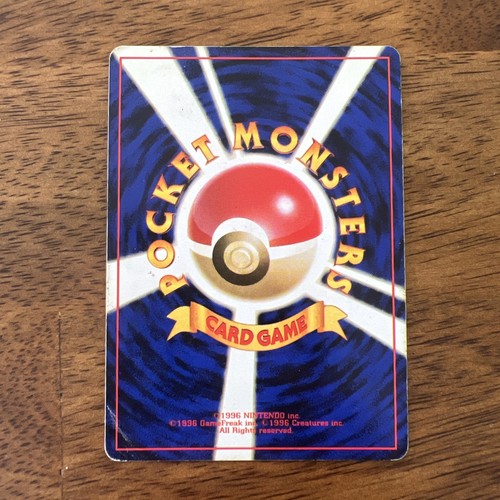 POCKET MONSTERS
CARD GAME
©1996 NINTENDO inc.
©1996 GameFreak inc. ©1996 Creatures inc.
All Rights reserved.